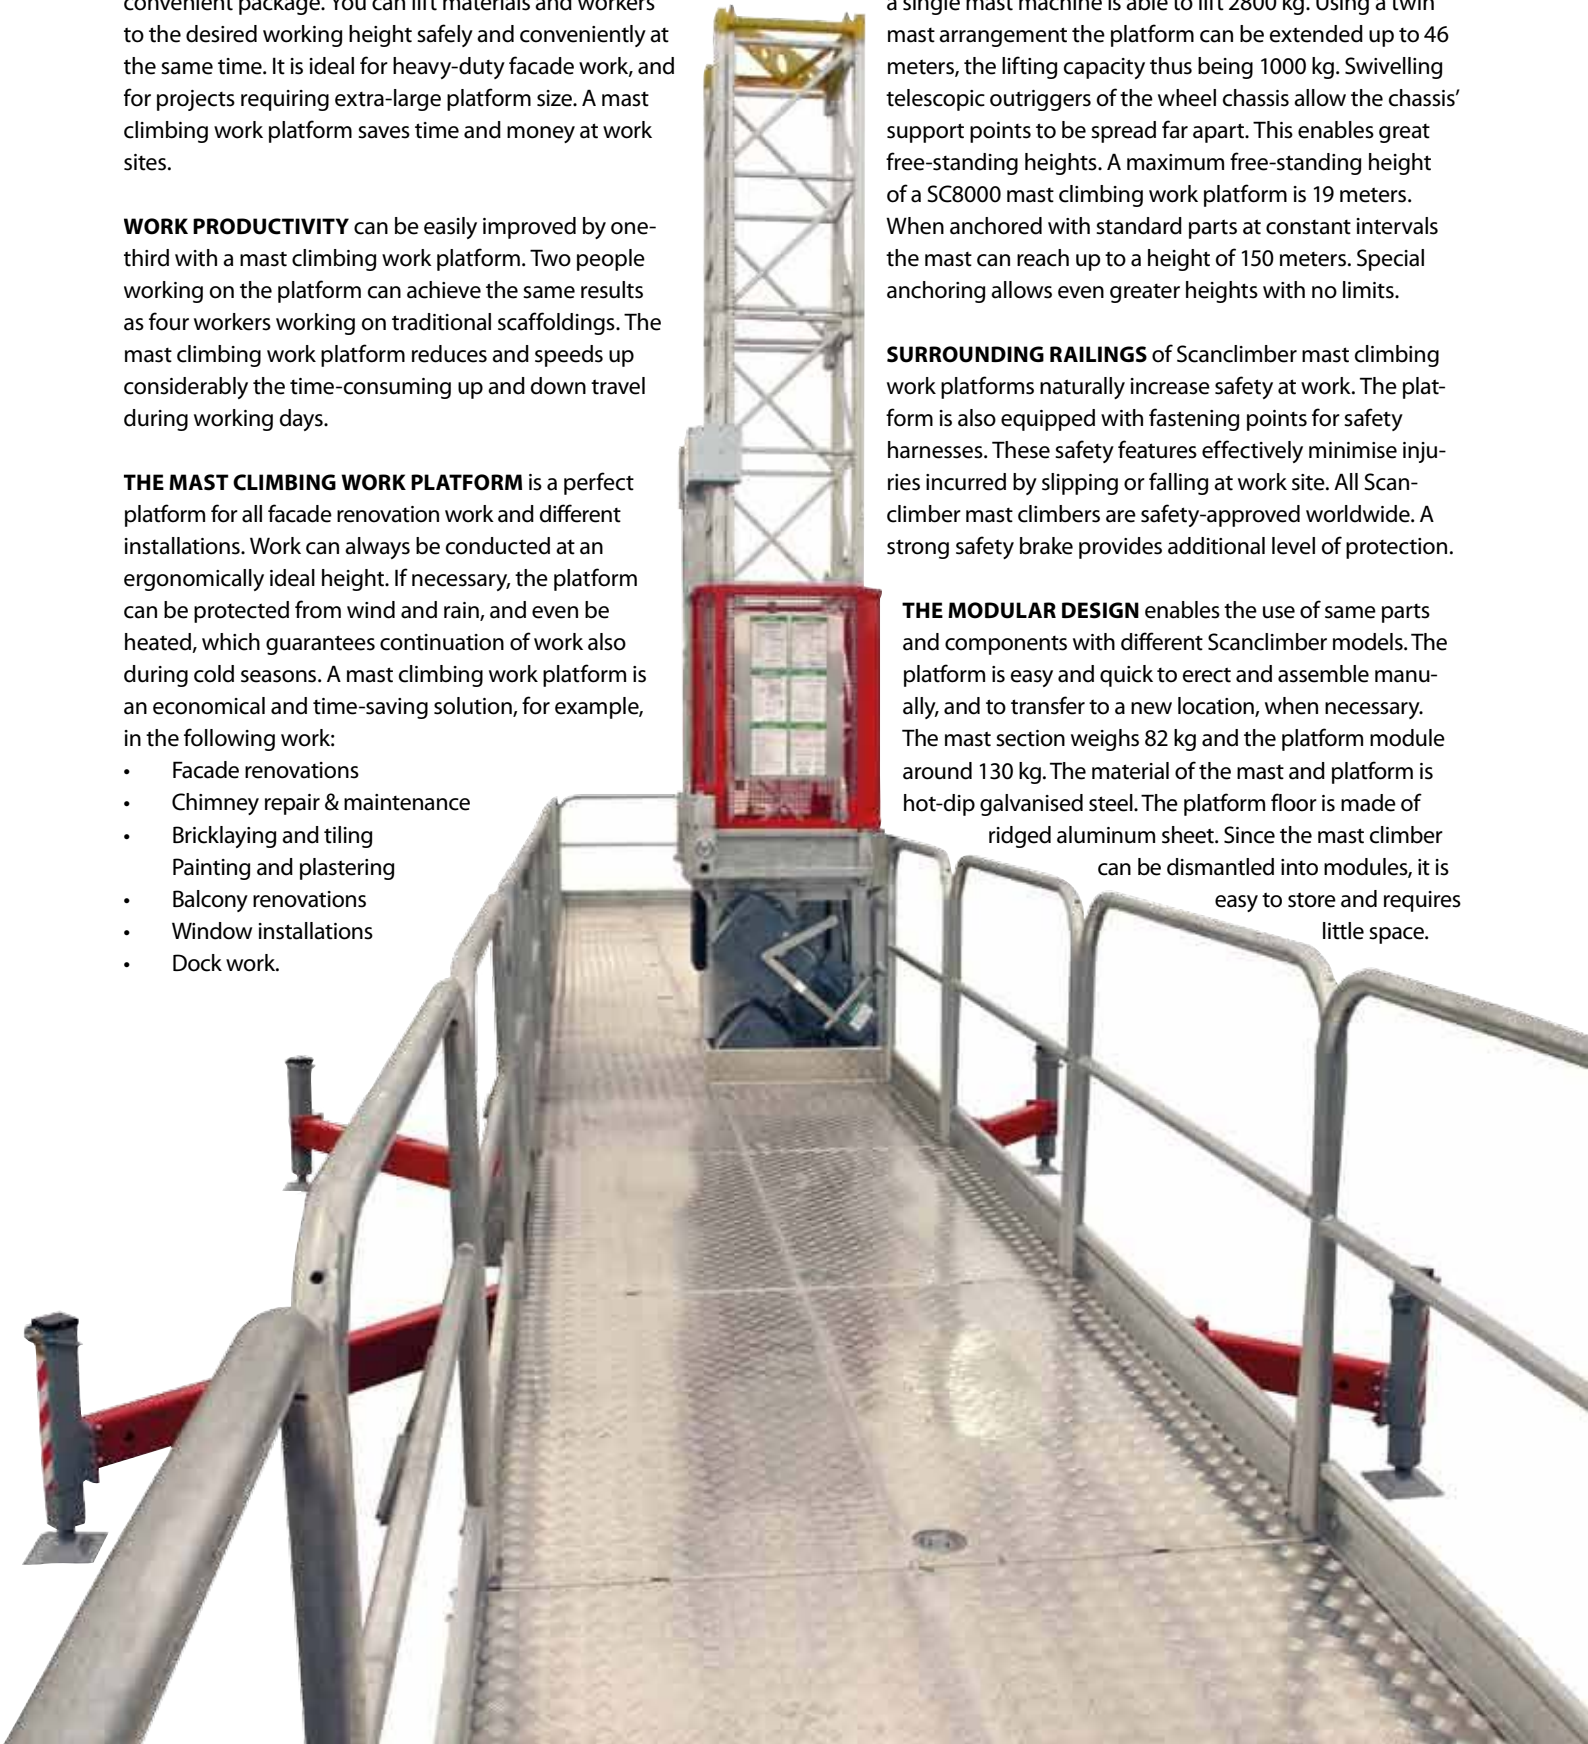 convenient package. You can lift materials and workers
to the desired working height safely and conveniently at
the same time. It is ideal for heavy-duty facade work, and
for projects requiring extra-large platform size. A mast
climbing work platform saves time and money at work
sites.
WORK PRODUCTIVITY can be easily improved by one-
third with a mast climbing work platform. Two people
working on the platform can achieve the same results
as four workers working on traditional scaffoldings. The
mast climbing work platform reduces and speeds up
considerably the time-consuming up and down travel
during working days.
THE MAST CLIMBING WORK PLATFORM is a perfect
platform for all facade renovation work and different
installations. Work can always be conducted at an
ergonomically ideal height. If necessary, the platform
can be protected from wind and rain, and even be
heated, which guarantees continuation of work also
during cold seasons. A mast climbing work platform is
an economical and time-saving solution, for example,
in the following work:
• Facade renovations
• Chimney repair & maintenance
• Bricklaying and tiling
Painting and plastering
• Balcony renovations
• Window installations
• Dock work.
a single mast machine is able to lift 2800 kg. Using a twin
mast arrangement the platform can be extended up to 46
meters, the lifting capacity thus being 1000 kg. Swivelling
telescopic outriggers of the wheel chassis allow the chassis’
support points to be spread far apart. This enables great
free-standing heights. A maximum free-standing height
of a SC8000 mast climbing work platform is 19 meters.
When anchored with standard parts at constant intervals
the mast can reach up to a height of 150 meters. Special
anchoring allows even greater heights with no limits.
SURROUNDING RAILINGS of Scanclimber mast climbing
work platforms naturally increase safety at work. The plat-
form is also equipped with fastening points for safety
harnesses. These safety features effectively minimise inju-
ries incurred by slipping or falling at work site. All Scan-
climber mast climbers are safety-approved worldwide. A
strong safety brake provides additional level of protection.
THE MODULAR DESIGN enables the use of same parts
and components with different Scanclimber models. The
platform is easy and quick to erect and assemble manu-
ally, and to transfer to a new location, when necessary.
The mast section weighs 82 kg and the platform module
around 130 kg. The material of the mast and platform is
hot-dip galvanised steel. The platform floor is made of
ridged aluminum sheet. Since the mast climber
can be dismantled into modules, it is
easy to store and requires
little space.